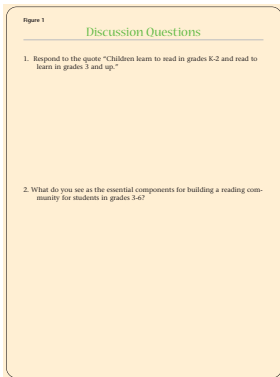 Figure 1
Discussion Questions
1. Respond to the quote “Children learn to read in grades K-2 and read to
learn in grades 3 and up.”
2. What do you see as the essential components for building a reading com-
munity for students in grades 3-6?